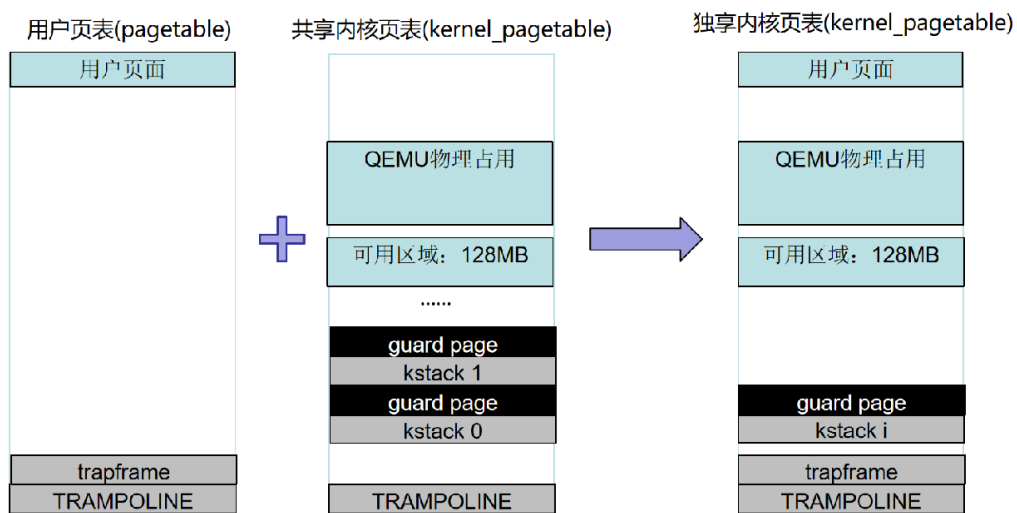 用户页表(pagetable)
用户页面
trapframe
TRAMPOLINE
共享内核页表(kernel_pagetable)
QEMU物理占用
可用区域：128MB
......
guard page
kstack 1
guard page
kstack 0
TRAMPOLINE
独享内核页表(kernel_pagetable)
用户页面
QEMU物理占用
可用区域：128MB
guard page
kstack i
trapframe
TRAMPOLINE